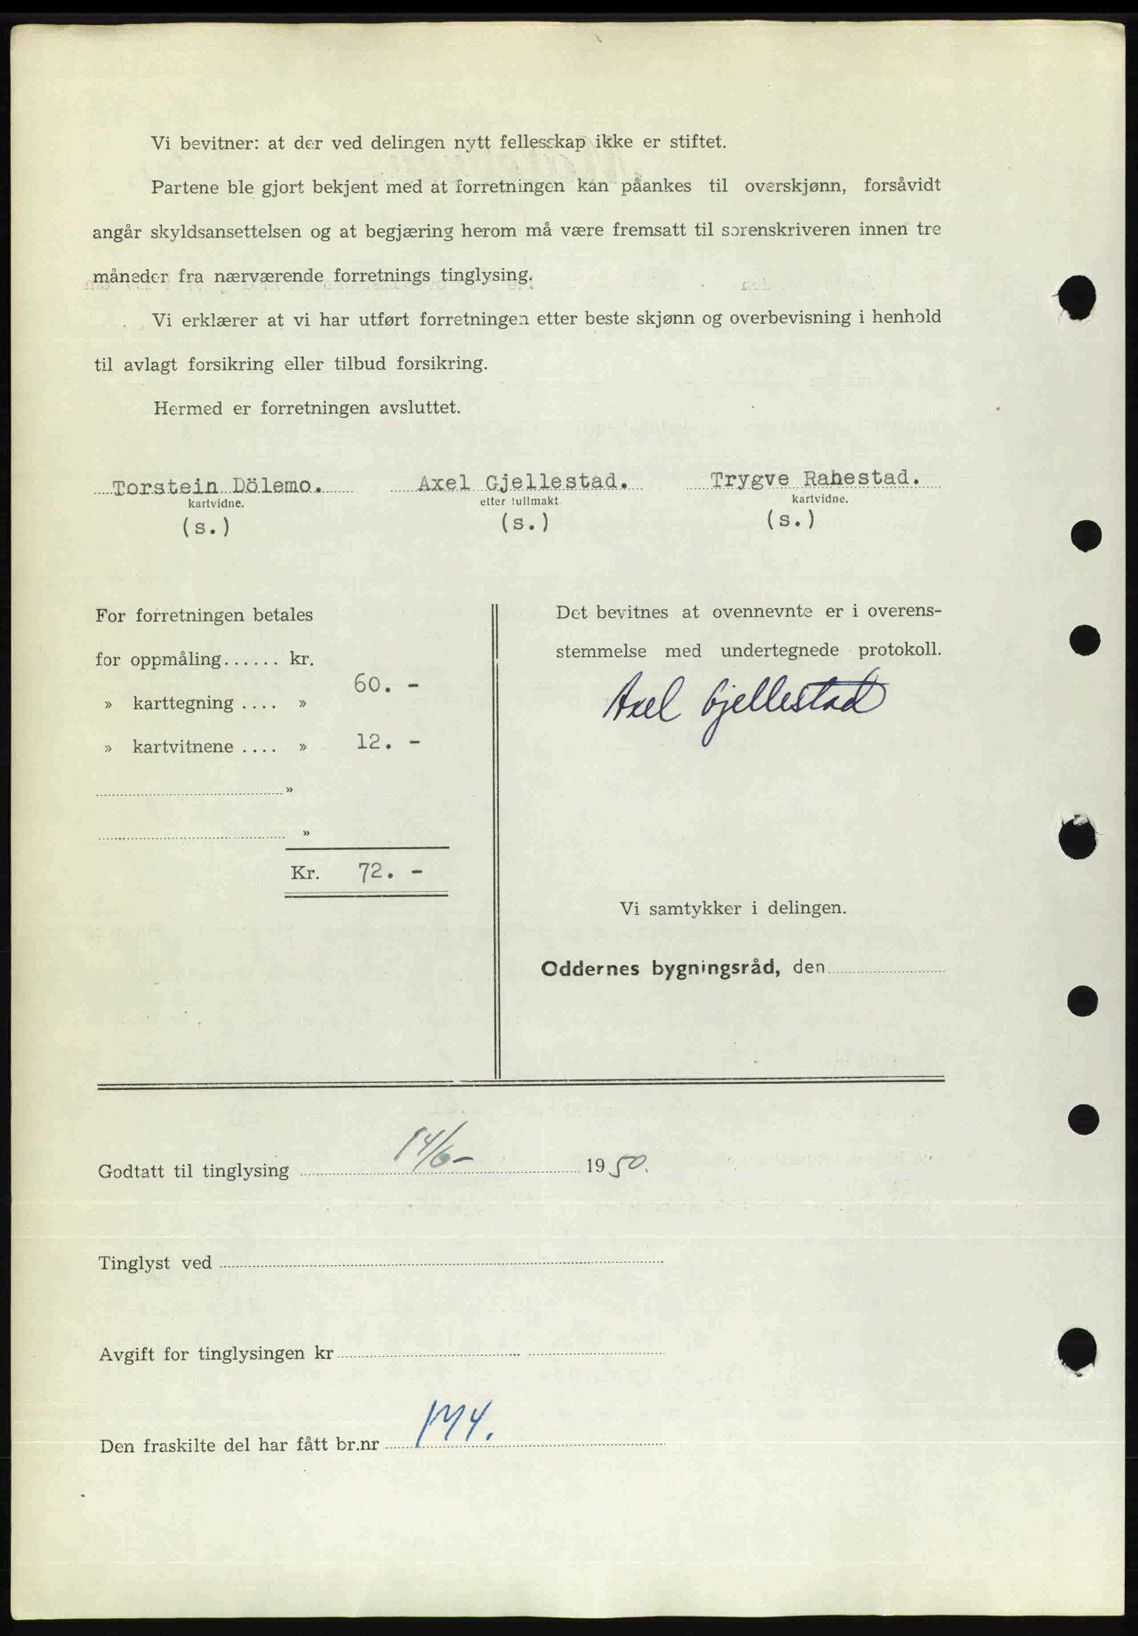 Vi bevitner: at der ved delingen nytt fellesskap ikke er stiftet.
Partene ble gjort bekjent med at forretningen kan påankes til overskjønn, forsåvidt
angår skyldsansettelsen og at begjæring herom må være fremsatt til sorenskriveren innen tre
måneder fra nærværende forretnings tinglysing.
Vi erklærer at vi har utført forretningen etter beste skjønn og overbevisning i henhold
til avlagt forsikring eller tilbud forsikring.
Hermed er forretningen avsluttet.
Torstein Dölemo. Axel Gjellestad. Trygve Rahestad.
kartvidne. etter fullmakt kartvidne.
(s.) (s.) (s.)
For forretningen betales
for oppmåling...... kr.
60. -
» karttegning .... »
» kartvitnene .... » 12. -
»
»
Kr. 72. -
Det bevitnes at ovennevnte er i overens-
stemmelse med undertegnede protokoll.
Axel Gjellestad
Vi samtykker i delingen.
Oddernes bygningsråd, den
Godtatt til tinglysing 14/6- 1950.
Tinglyst ved
Avgift for tinglysingen kr
Den fraskilte del har fått br.nr 174.